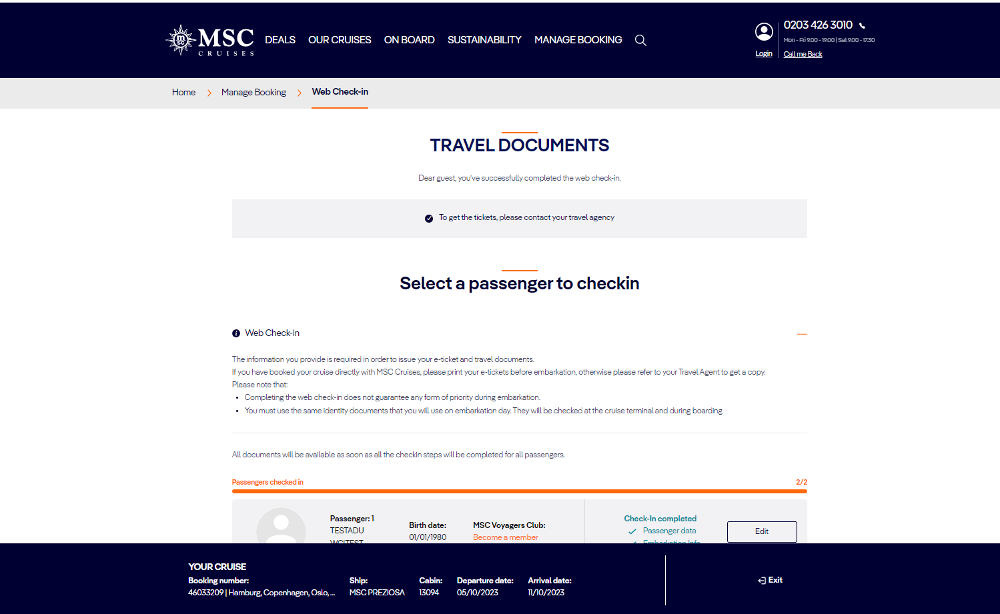 MSC
CRUISES
DEALS OUR CRUISES ON BOARD SUSTAINABILITY MANAGE BOOKING
Login
0203 426 3010
Mon - Fri 9.00 - 19.00 | Sat 9.00 - 17.30
Call me Back
Home Manage Booking Web Check-in
TRAVEL DOCUMENTS
Dear guest, you've successfully completed the web check-in.
To get the tickets, please contact your travel agency
Select a passenger to checkin
Web Check-in
The information you provide is required in order to issue your e-ticket and travel documents.
If you have booked your cruise directly with MSC Cruises, please print your e-tickets before embarkation, otherwise please refer to your Travel Agent to get a copy.
Please note that:
• Completing the web check-in does not guarantee any form of priority during embarkation.
• You must use the same identity documents that you will use on embarkation day. They will be checked at the cruise terminal and during boarding
All documents will be available as soon as all the checkin steps will be completed for all passengers.
Passengers checked in 2/2
Passenger: 1
TESTADU
WCITEST
Birth date:
01/01/1980
MSC Voyagers Club:
Become a member
Check-In completed
Passenger data
Embarkation Info
Edit
YOUR CRUISE
Booking number: Ship: Cabin: Departure date: Arrival date:
46033209 | Hamburg, Copenhagen, Oslo, ... MSC PREZIOSA 13094 05/10/2023 11/10/2023
Exit